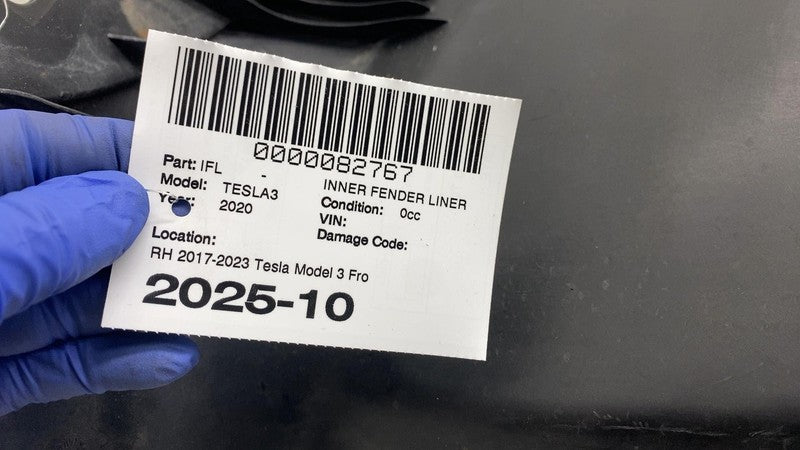 0000082767
Part: IFL -
INNER FENDER LINER
Model: TESLA3
Condition: 0cc
Year: 2020
VIN:
Damage Code:
Location:
RH 2017-2023 Tesla Model 3 Fro
2025-10